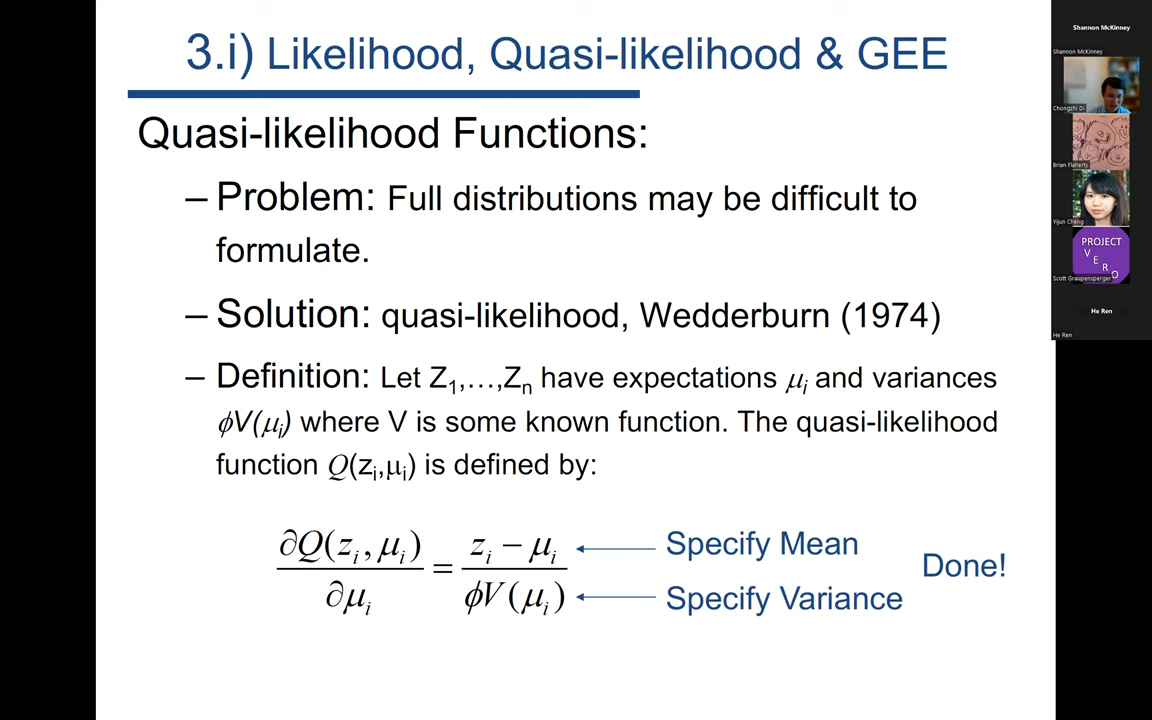 3.i) Likelihood, Quasi-likelihood & GEE
Quasi-likelihood Functions:
– Problem: Full distributions may be difficult to
formulate.
– Solution: quasi-likelihood, Wedderburn (1974)
– Definition: Let Z₁,…,Zₙ have expectations μᵢ and variances
ϕV(μᵢ) where V is some known function. The quasi-likelihood
function Q(zᵢ,μᵢ) is defined by:
∂Q(zᵢ, μᵢ)/∂μᵢ = (zᵢ − μᵢ)/ϕV(μᵢ)
Specify Mean
Specify Variance
Done!
Shannon McKinney
Shannon McKinney
Chongzhi Di
Brian Flaherty
Yijun Cheng
PROJECT
V
E
R
O
Scott Graupensperger
He Ren
He Ren